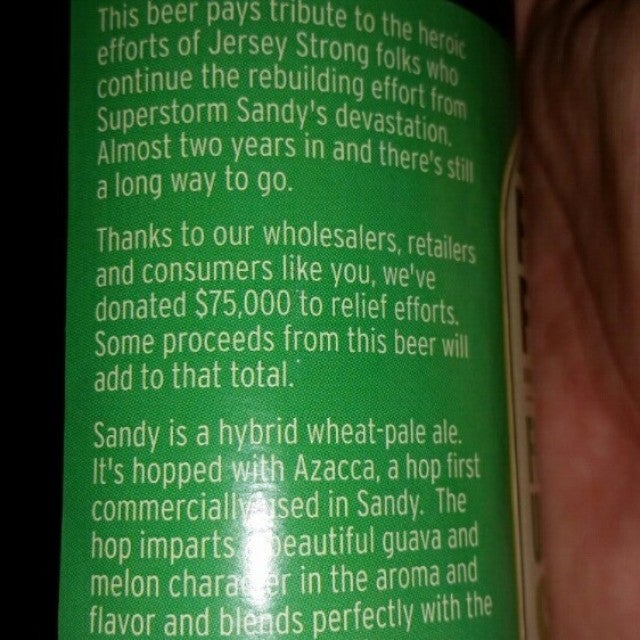 This beer pays tribute to the heroic
efforts of Jersey Strong folks who
continue the rebuilding effort from
Superstorm Sandy's devastation.
Almost two years in and there's still
a long way to go.
Thanks to our wholesalers, retailers
and consumers like you, we've
donated $75,000 to relief efforts.
Some proceeds from this beer will
add to that total.
Sandy is a hybrid wheat-pale ale.
It's hopped with Azacca, a hop first
commercially used in Sandy. The
hop imparts beautiful guava and
melon character in the aroma and
flavor and blends perfectly with the